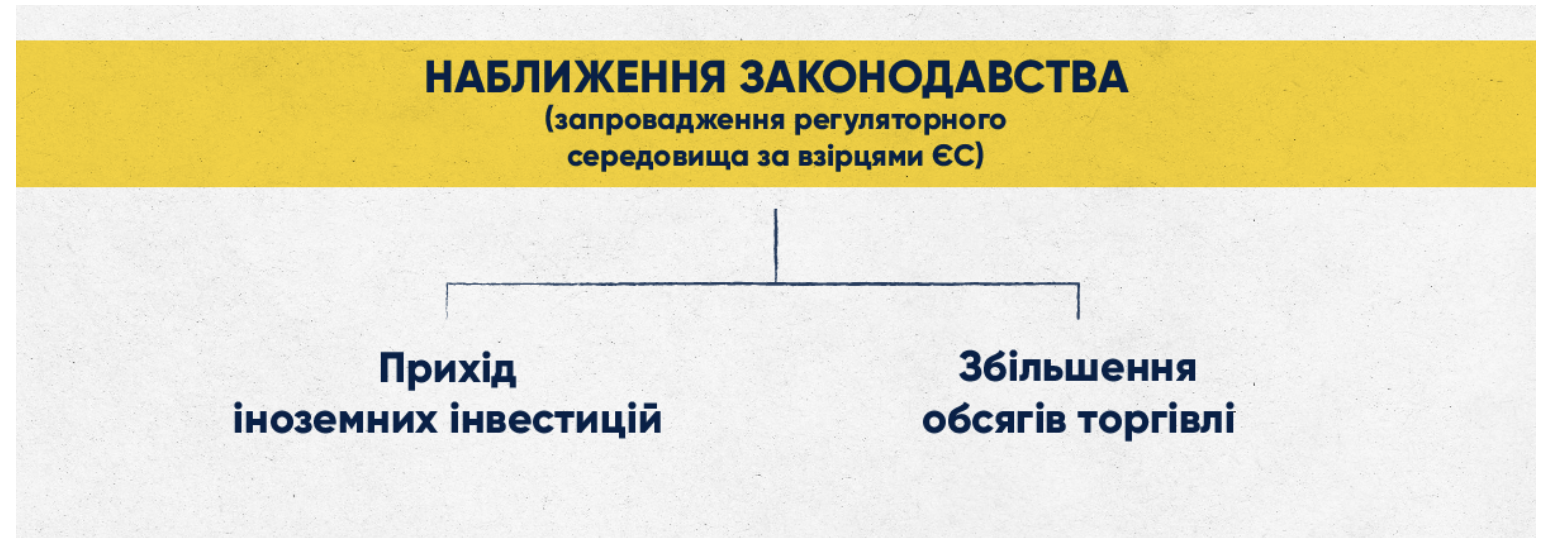 НАБЛИЖЕННЯ ЗАКОНОДАВСТВА
(запровадження регуляторного
середовища за взірцями ЄС)
Прихід
іноземних інвестицій
Збільшення
обсягів торгівлі